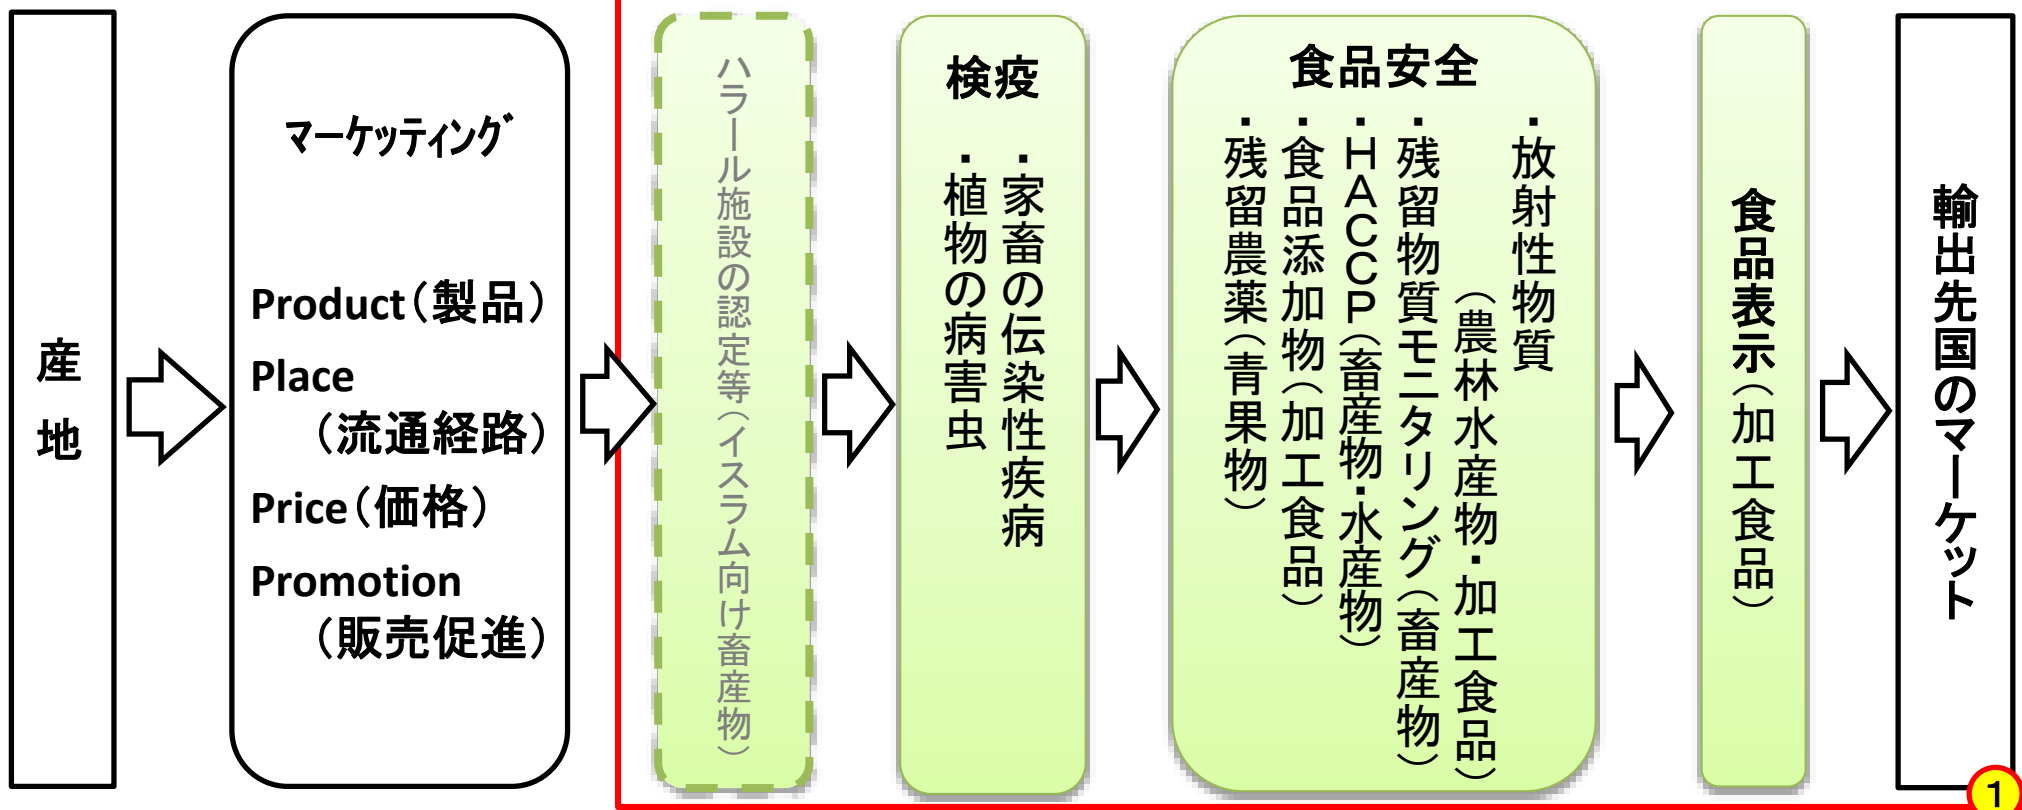 産地
マーケッティング
Product（製品）
Place
（流通経路）
Price（価格）
Promotion
（販売促進）
ハラール施設の認定等（イスラム向け畜産物）
検疫
・家畜の伝染性疾病
・植物の病害虫
食品安全
・放射性物質
（農林水産物・加工食品）
・残留物質モニタリング（畜産物）
・ＨＡＣＣＰ（畜産物・水産物）
・食品添加物（加工食品）
・残留農薬（青果物）
食品表示（加工食品）
輸出先国のマーケット
1